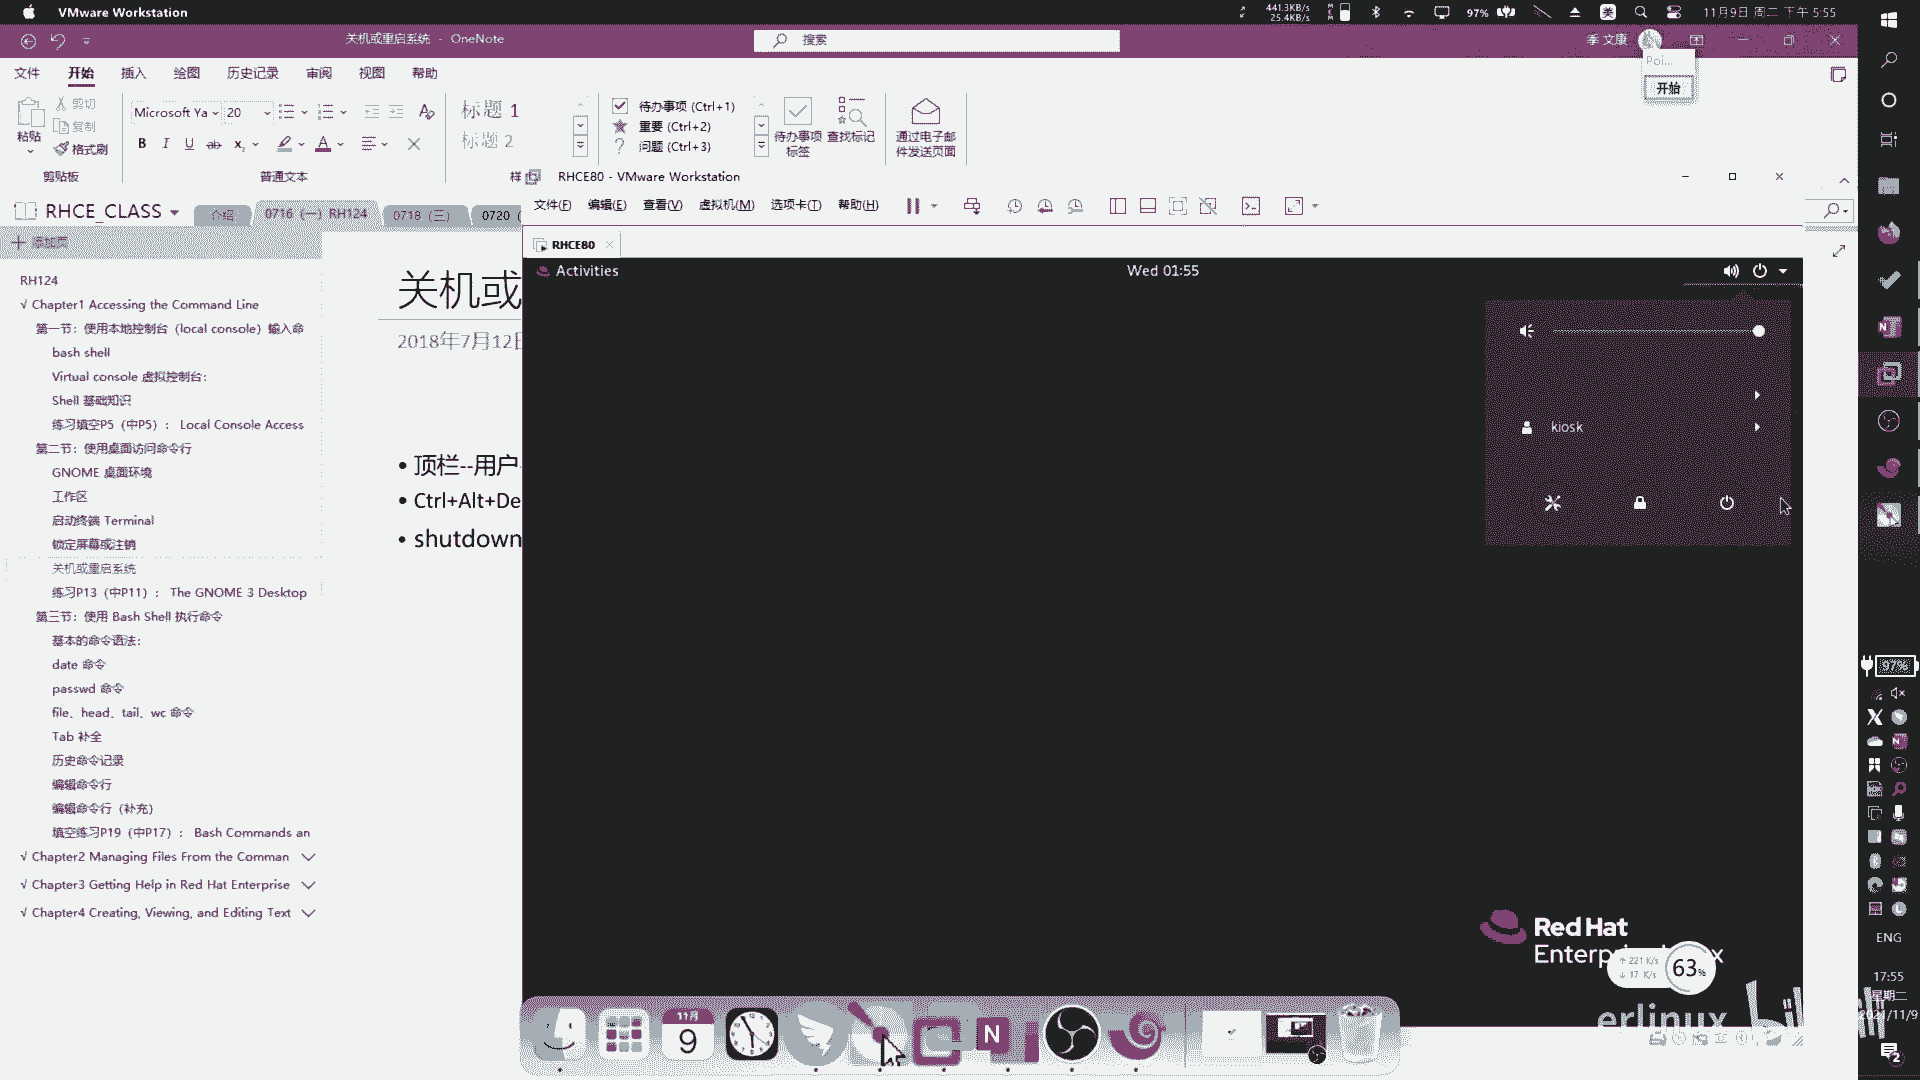 VMware Workstation
441.3KB/s
25.4KB/s
97%
美
11月9日 周二 下午 5:55
关机或重启系统 - OneNote
搜索
季 文康
Poi...
开始
文件 开始 插入 绘图 历史记录 审阅 视图 帮助
粘贴
剪切
复制
格式刷
剪贴板
Microsoft Ya 20
B I U ab x₂ A
普通文本
标题 1
标题 2
样
待办事项 (Ctrl+1)
重要 (Ctrl+2)
问题 (Ctrl+3)
待办事项
标签
查找标记
通过电子邮
件发送页面
RHCE80 - VMware Workstation
文件(F) 编辑(E) 查看(V) 虚拟机(M) 选项卡(T) 帮助(H)
RHCE80
RHCE_CLASS
介绍 0716 (一) RH124 0718 (三) 0720 (
添加页
RH124
√ Chapter1 Accessing the Command Line
第一节：使用本地控制台（local console）输入命
bash shell
Virtual console 虚拟控制台:
Shell 基础知识
练习填空P5（中P5）： Local Console Access
第二节：使用桌面访问命令行
GNOME 桌面环境
工作区
启动终端 Terminal
锁定屏幕或注销
关机或重启系统
练习P13（中P11）： The GNOME 3 Desktop
第三节：使用 Bash Shell 执行命令
基本的命令语法:
date 命令
passwd 命令
file、head、tail、wc 命令
Tab 补全
历史命令记录
编辑命令行
编辑命令行（补充）
填空练习P19（中P17）： Bash Commands an
√ Chapter2 Managing Files From the Comman
√ Chapter3 Getting Help in Red Hat Enterprise
√ Chapter4 Creating, Viewing, and Editing Text
关机或
2018年7月12日
• 顶栏--用户
• Ctrl+Alt+De
• shutdown
Activities
Wed 01:55
kiosk
Red Hat
Enterp
x
221 K/s
17 K/s
63%
erlinux
bilibili
11月
9
N
97%
ENG
17:55
星期二
2021/11/9
2